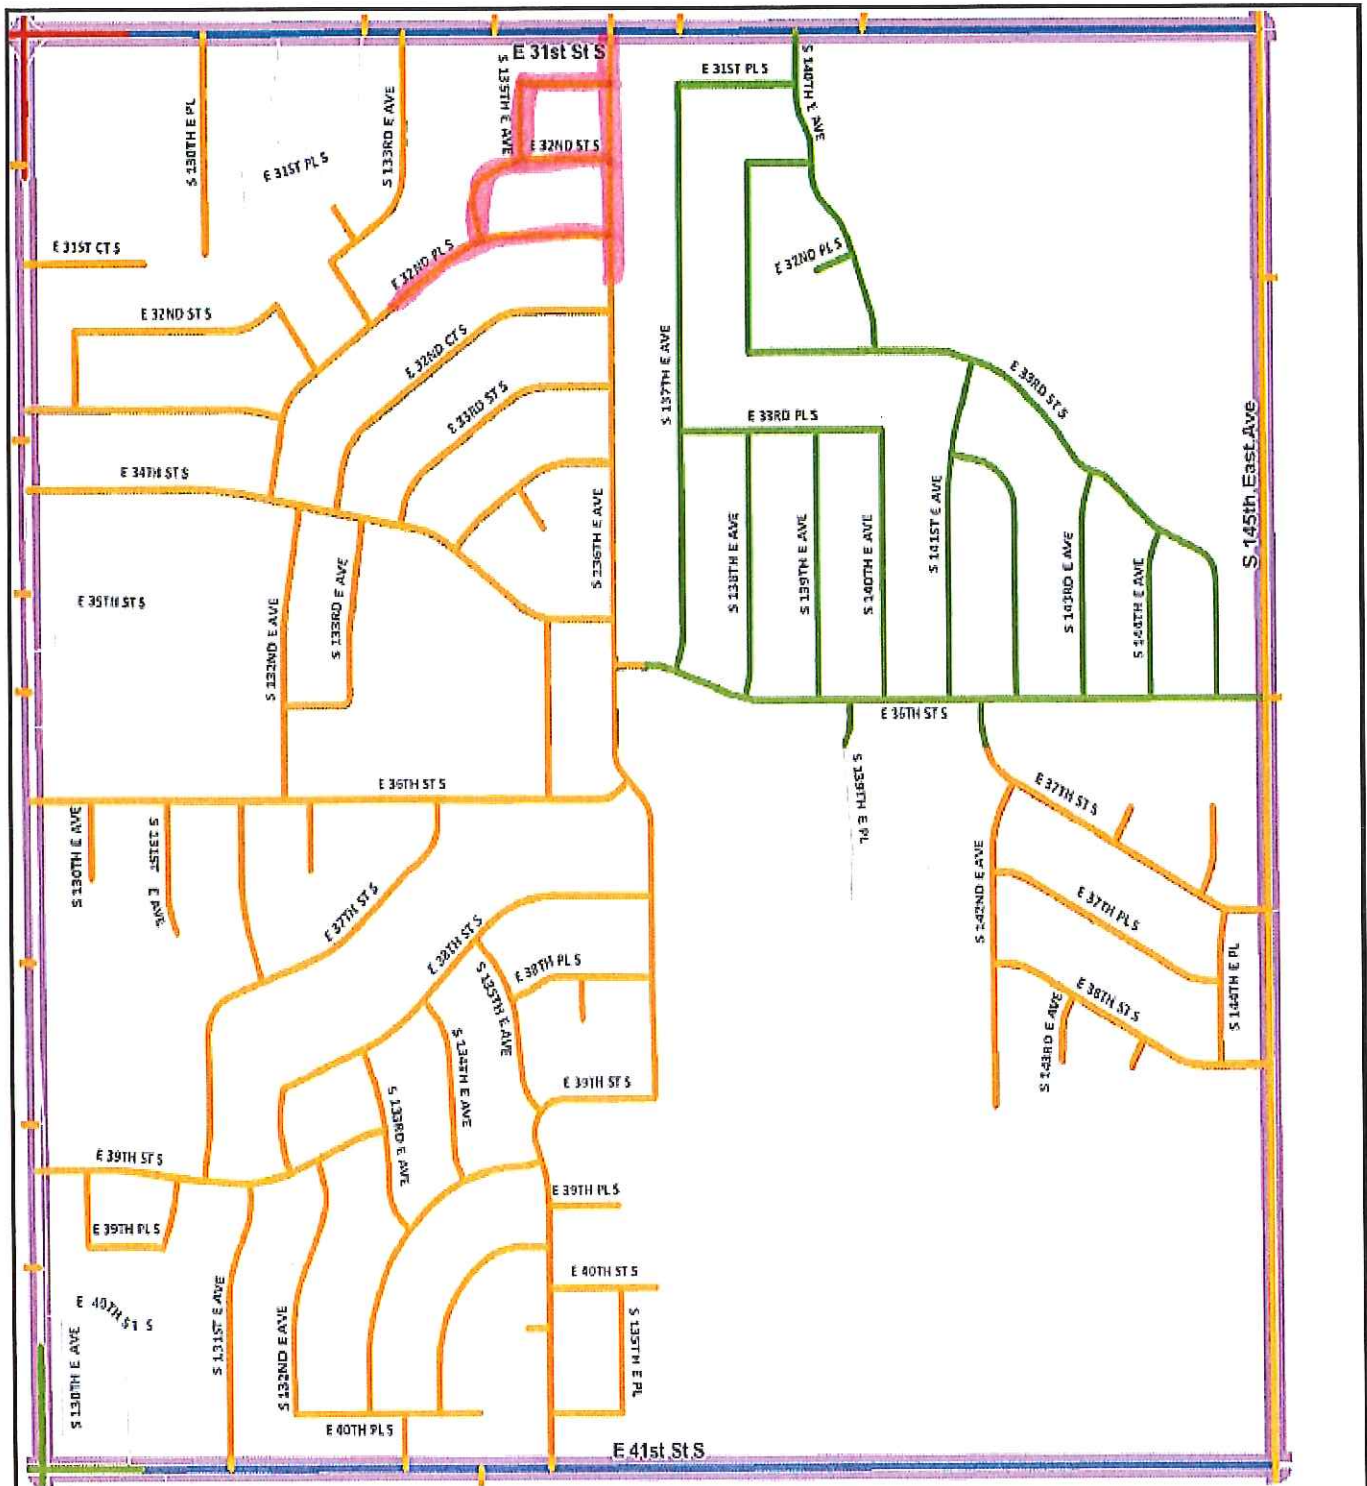 E 31st St S
S 130TH E PL
E 31ST PL S
S 133RD E AVE
S 135TH E AVE
E 32ND ST S
E 31ST PL S
S 140TH E AVE
E 31ST CT S
E 32ND PL S
E 32ND PL S
E 32ND ST S
E 32ND CT S
E 33RD ST S
S 137TH E AVE
E 33RD ST S
E 33RD PL S
S 145th East Ave
E 34TH ST S
S 136TH E AVE
S 138TH E AVE
S 139TH E AVE
S 140TH E AVE
S 141ST E AVE
S 143RD E AVE
S 144TH E AVE
E 35TH ST S
S 132ND E AVE
S 133RD E AVE
E 36TH ST S
E 36TH ST S
S 139TH E PL
E 37TH ST S
S 130TH E AVE
S 131ST E AVE
E 37TH ST S
S 142ND E AVE
E 37TH PL S
E 38TH ST S
E 38TH PL S
S 135TH E AVE
S 144TH E PL
E 38TH ST S
S 143RD E AVE
S 134TH E AVE
E 39TH ST S
S 133RD E AVE
E 39TH ST S
E 39TH PL S
E 39TH PL S
E 40TH ST S
E 40TH ST S
S 130TH E AVE
S 131ST E AVE
S 132ND E AVE
S 135TH E PL
E 40TH PL S
E 41st St S